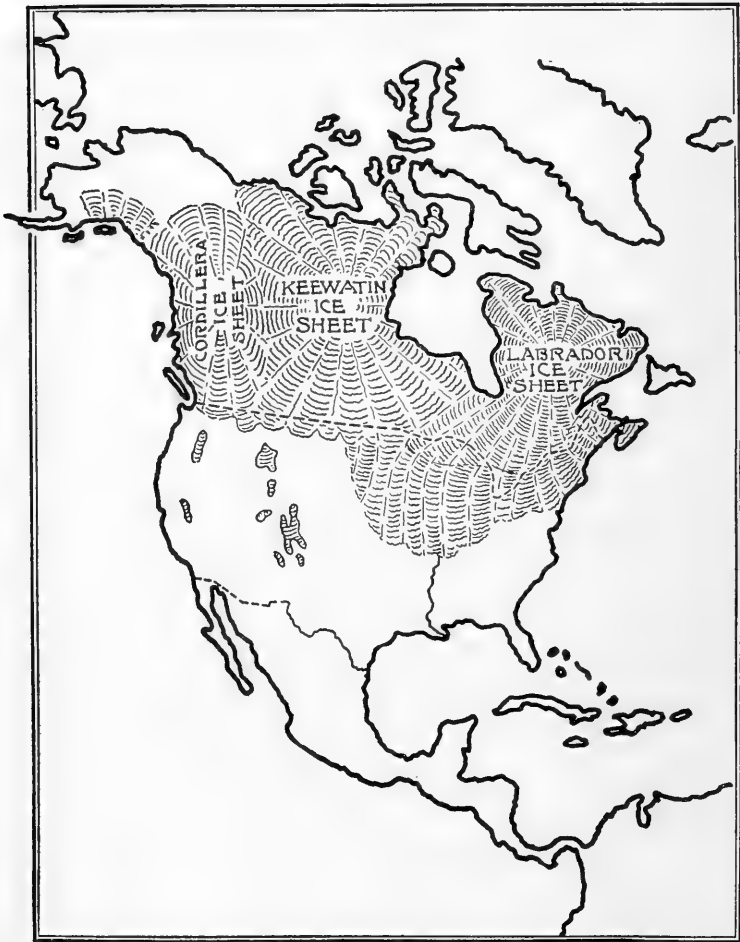 CORDILLERA
ICE
SHEET
KEEWATIN
ICE
SHEET
LABRADOR
ICE
SHEET